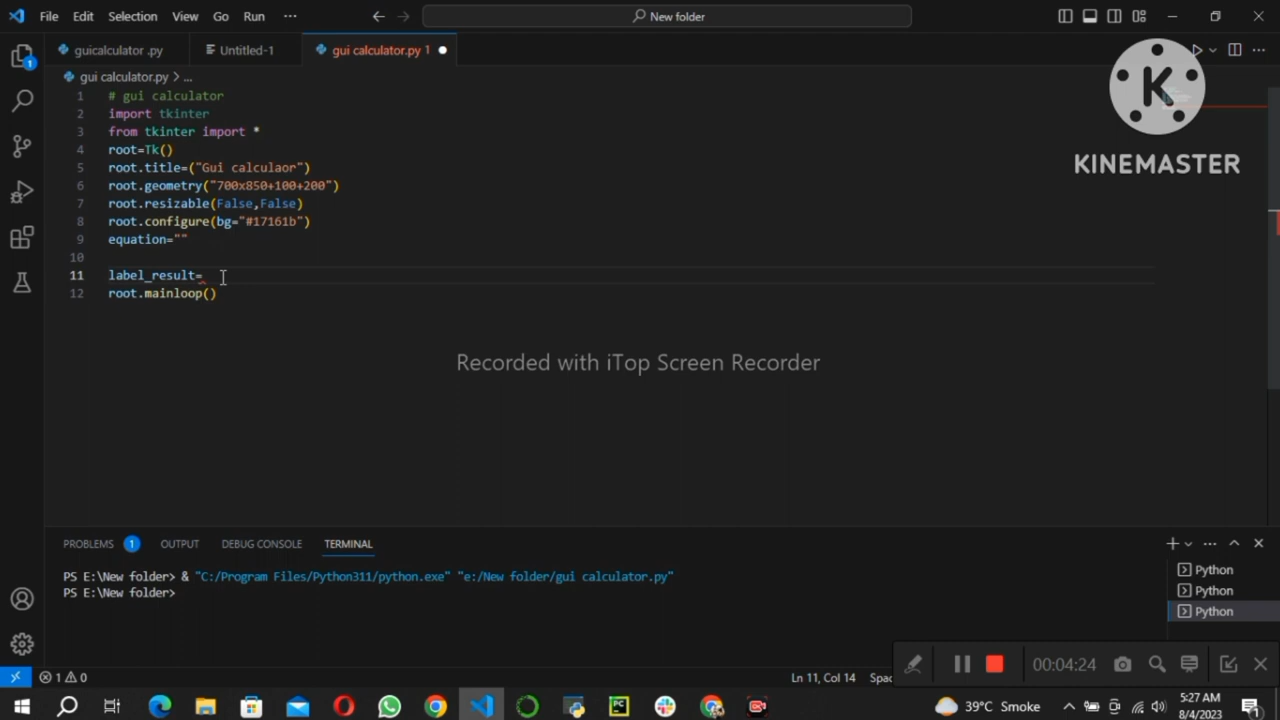 File Edit Selection View Go Run ··· New folder
guicalculator .py Untitled-1 gui calculator.py 1
gui calculator.py > ...
KINEMASTER
1 # gui calculator
2 import tkinter
3 from tkinter import *
4 root=Tk()
5 root.title=("Gui calculaor")
6 root.geometry("700x850+100+200")
7 root.resizable(False,False)
8 root.configure(bg="#17161b")
9 equation=""
10
11 label_result=
12 root.mainloop()
Recorded with iTop Screen Recorder
PROBLEMS 1 OUTPUT DEBUG CONSOLE TERMINAL
PS E:\New folder> & "C:/Program Files/Python311/python.exe" "e:/New folder/gui calculator.py"
PS E:\New folder>
Python
Python
Python
00:04:24
1 0 Ln 11, Col 14 Spac
39°C Smoke
5:27 AM
8/4/2023